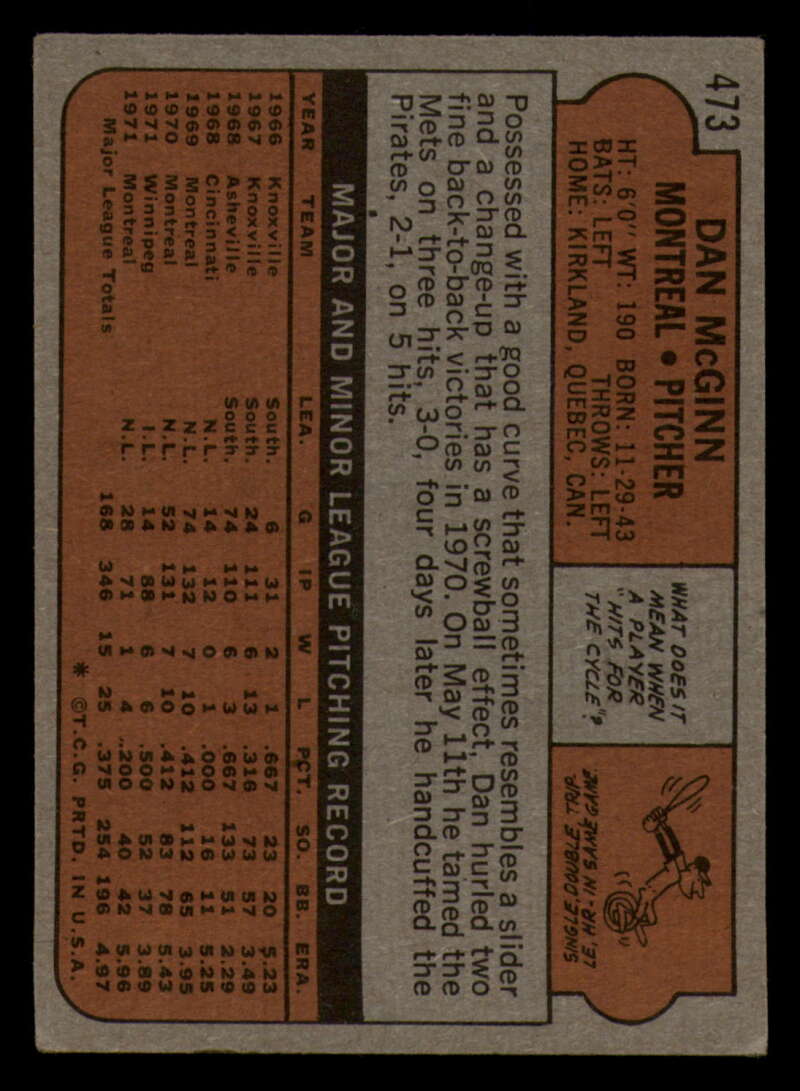 473
DAN McGINN
MONTREAL • PITCHER
HT: 6'0" WT: 190 BORN: 11-29-43
BATS: LEFT THROWS: LEFT
HOME: KIRKLAND, QUEBEC, CAN.
WHAT DOES IT
MEAN WHEN
A PLAYER
"HITS FOR
THE CYCLE"?
SINGLE, DOUBLE, TRIP-
LE, HR - IN SAME GAME.
Possessed with a good curve that sometimes resembles a slider
and a change-up that has a screwball effect, Dan hurled two
fine back-to-back victories in 1970. On May 11th he tamed the
Mets on three hits, 3-0, four days later he handcuffed the
Pirates, 2-1, on 5 hits.
MAJOR AND MINOR LEAGUE PITCHING RECORD
YEAR TEAM LEA. G IP W L PCT. SO. BB. ERA.
1966 Knoxville South. 6 31 2 1 .667 23 20 5.23
1967 Knoxville South. 24 111 6 13 .316 73 57 3.49
1968 Asheville South. 74 110 6 3 .667 133 51 2.29
1968 Cincinnati N.L. 14 12 0 1 .000 16 11 5.25
1969 Montreal N.L. 74 132 7 10 .412 112 65 3.95
1970 Montreal N.L. 52 131 7 10 .412 83 78 5.43
1971 Winnipeg I.L. 14 88 6 6 .500 52 37 3.89
1971 Montreal N.L. 28 71 1 4 .200 40 42 5.96
Major League Totals 168 346 15 25 .375 254 196 4.97
* ©T.C.G. PRTD. IN U.S.A.